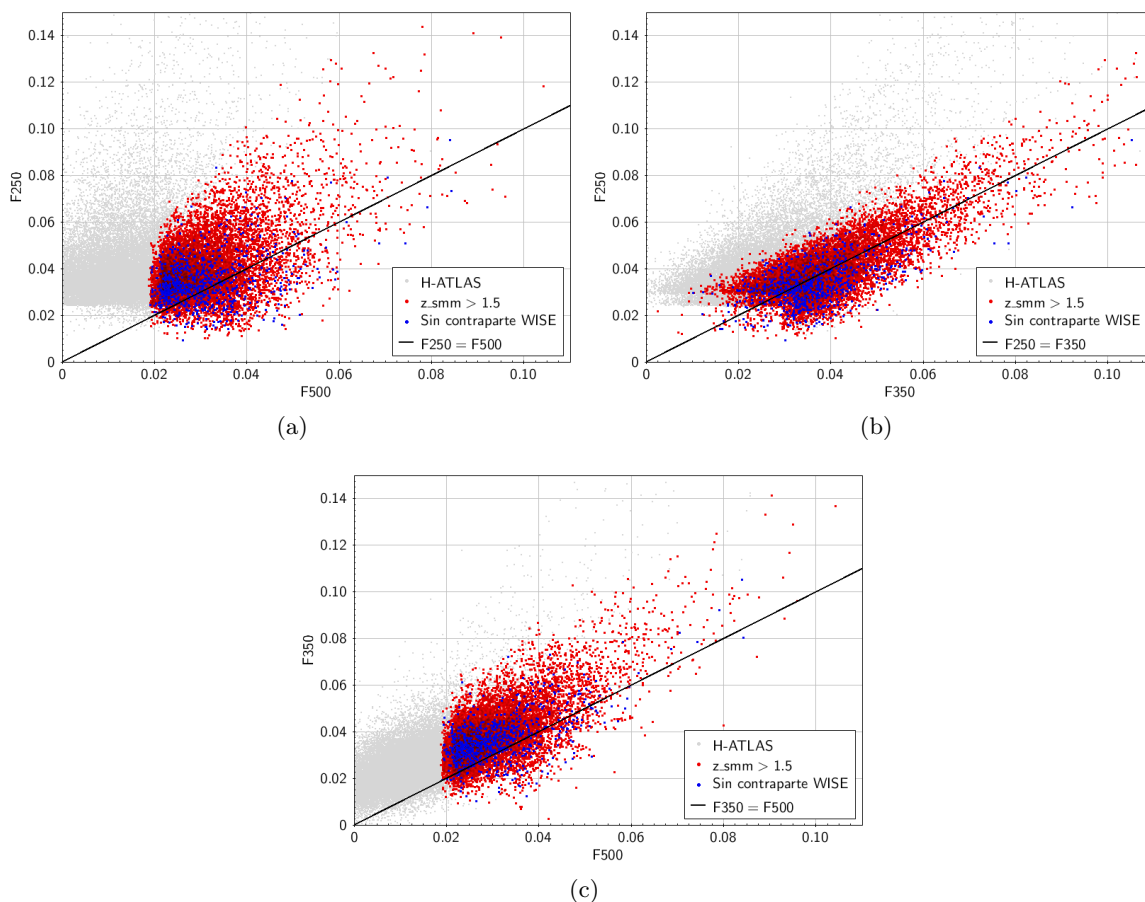 0.14
0.12
0.10
0.08
0.06
0.04
0.02
0
F250
0
0.02
0.04
0.06
0.08
0.10
F500
H-ATLAS
z_smm > 1.5
Sin contraparte WISE
F250 = F500
(a)
0.14
0.12
0.10
0.08
0.06
0.04
0.02
0
F250
0
0.02
0.04
0.06
0.08
0.10
F350
H-ATLAS
z_smm > 1.5
Sin contraparte WISE
F250 = F350
(b)
0.14
0.12
0.10
0.08
0.06
0.04
0.02
0
F350
0
0.02
0.04
0.06
0.08
0.10
F500
H-ATLAS
z_smm > 1.5
Sin contraparte WISE
F350 = F500
(c)